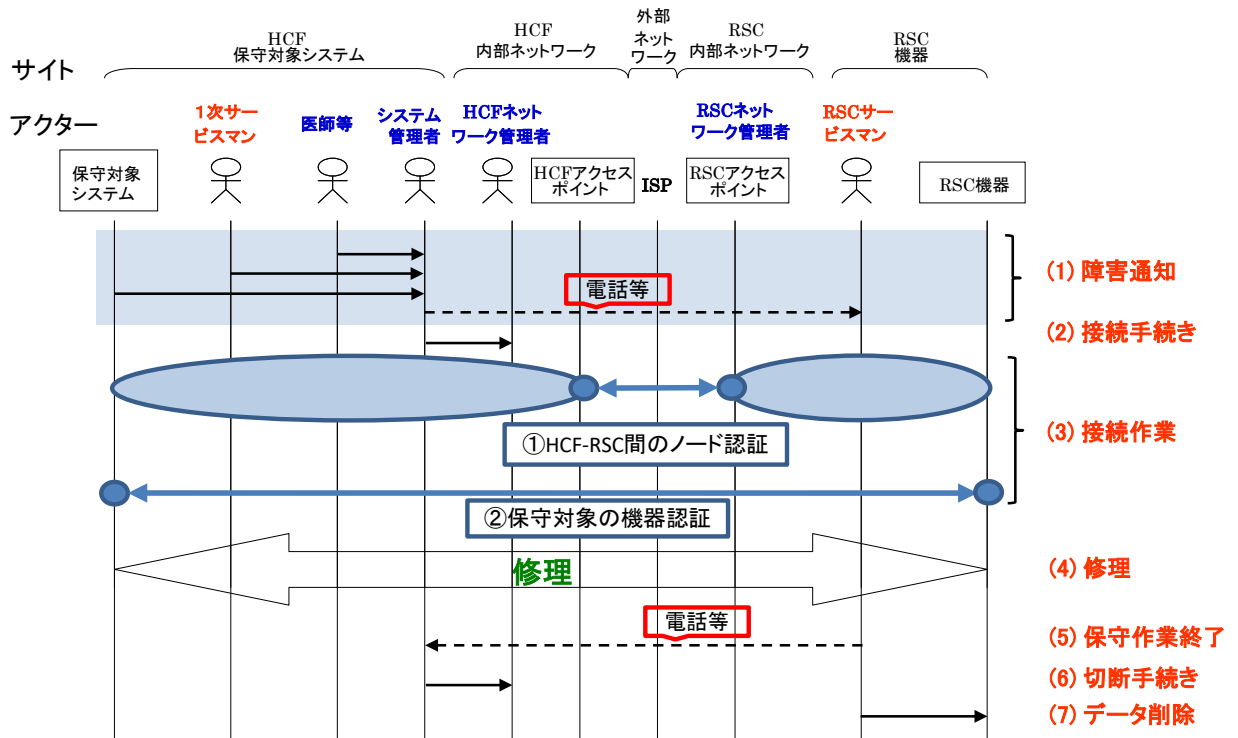 サイト
HCF
保守対象システム
HCF
内部ネットワーク
外部
ネット
ワーク
RSC
内部ネットワーク
RSC
機器
アクター
1次サー
ビスマン
医師等
システム
管理者
HCFネット
ワーク管理者
RSCネット
ワーク管理者
RSCサー
ビスマン
保守対象
システム
HCFアクセス
ポイント
ISP
RSCアクセス
ポイント
RSC機器
電話等
(1) 障害通知
(2) 接続手続き
①HCF-RSC間のノード認証
(3) 接続作業
②保守対象の機器認証
修理
(4) 修理
電話等
(5) 保守作業終了
(6) 切断手続き
(7) データ削除